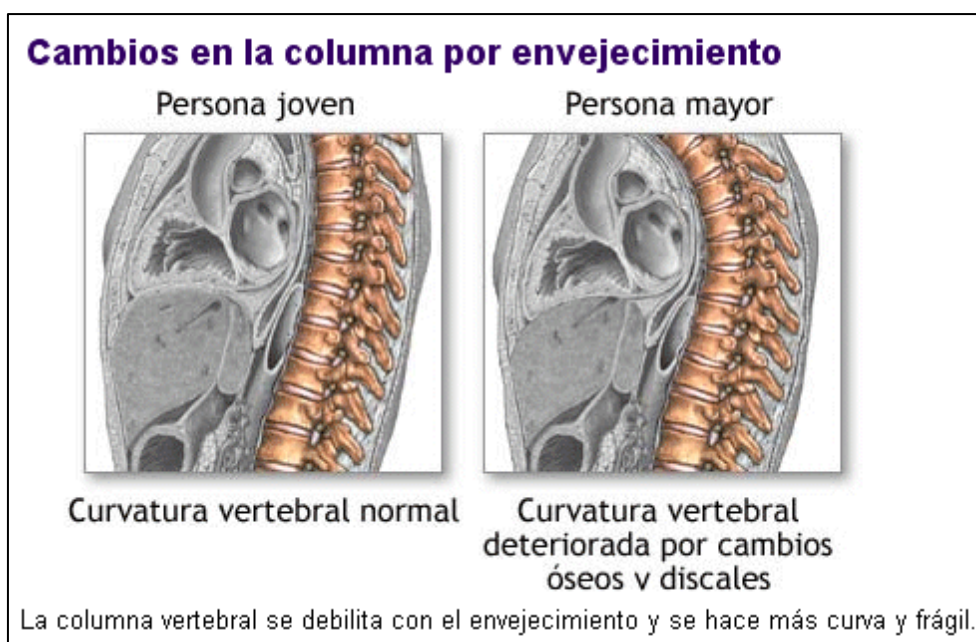 Cambios en la columna por envejecimiento
Persona joven
Persona mayor
Curvatura vertebral normal
Curvatura vertebral
deteriorada por cambios
óseos v discales
La columna vertebral se debilita con el envejecimiento y se hace más curva y frágil.